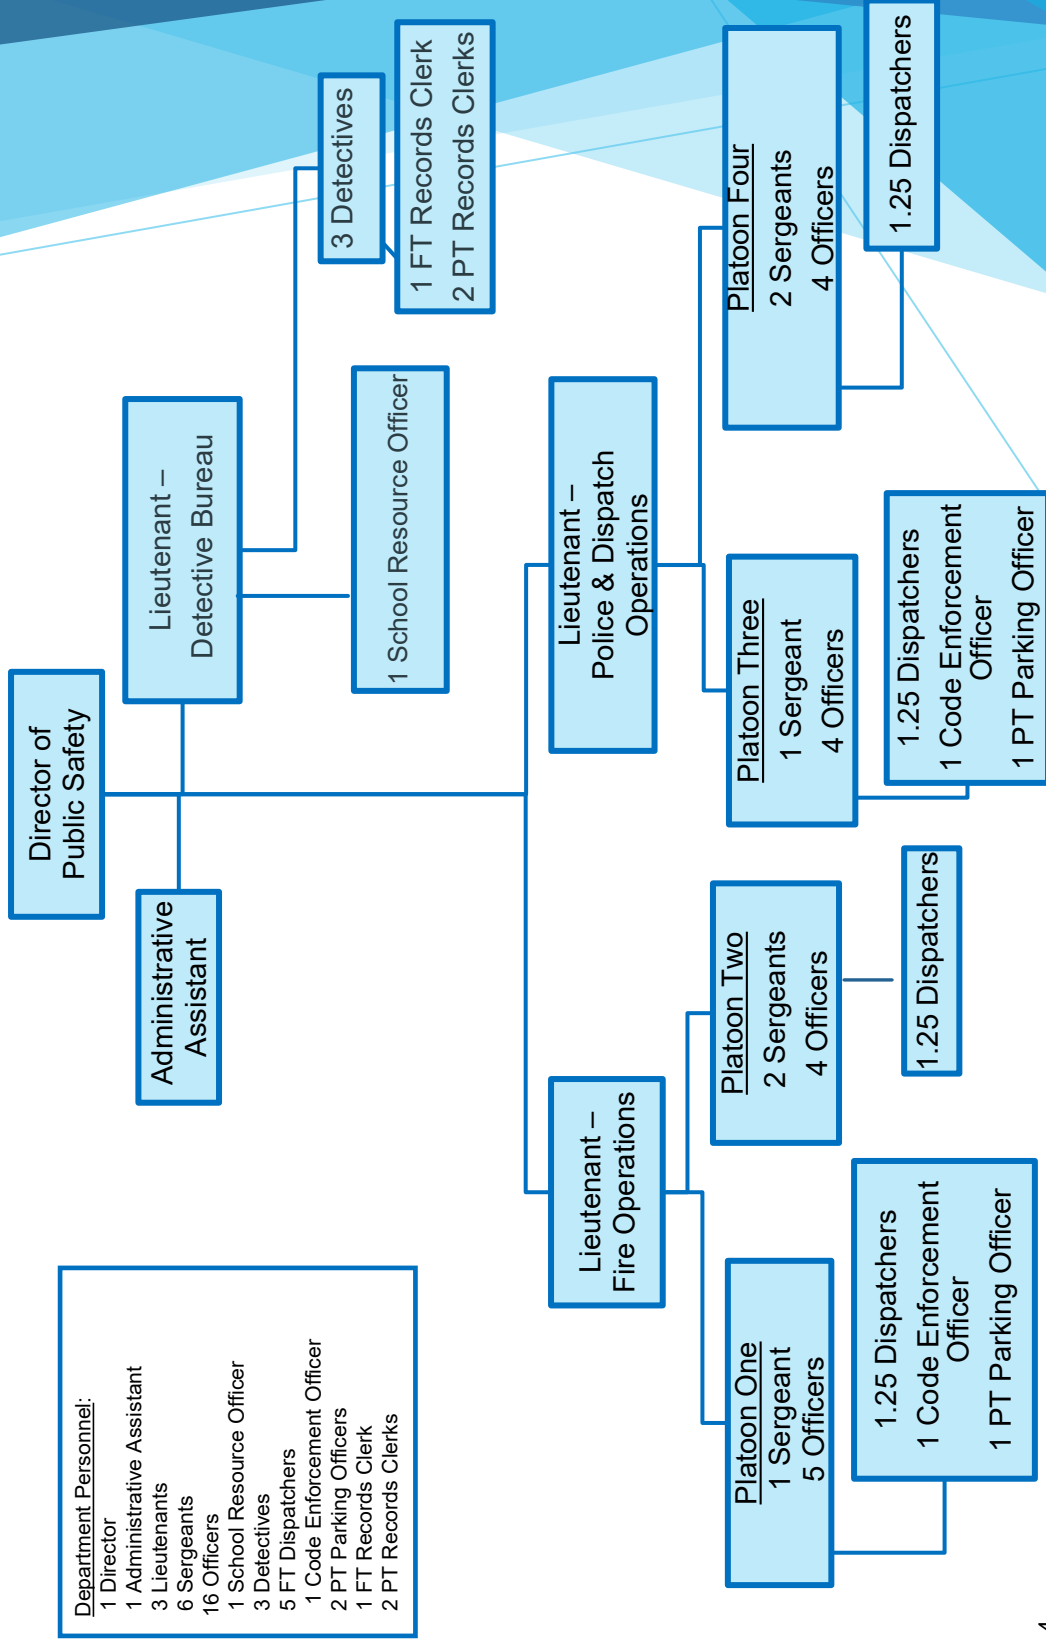 Director of
Public Safety
Administrative
Assistant
Lieutenant –
Detective Bureau
3 Detectives
1 FT Records Clerk
2 PT Records Clerks
1 School Resource Officer
Department Personnel:
1 Director
1 Administrative Assistant
3 Lieutenants
6 Sergeants
16 Officers
1 School Resource Officer
3 Detectives
5 FT Dispatchers
1 Code Enforcement Officer
2 PT Parking Officers
1 FT Records Clerk
2 PT Records Clerks
Lieutenant –
Fire Operations
Lieutenant –
Police & Dispatch
Operations
Platoon One
1 Sergeant
5 Officers
Platoon Two
2 Sergeants
4 Officers
Platoon Three
1 Sergeant
4 Officers
Platoon Four
2 Sergeants
4 Officers
1.25 Dispatchers
1 Code Enforcement
Officer
1 PT Parking Officer
1.25 Dispatchers
1.25 Dispatchers
1 Code Enforcement
Officer
1 PT Parking Officer
1.25 Dispatchers